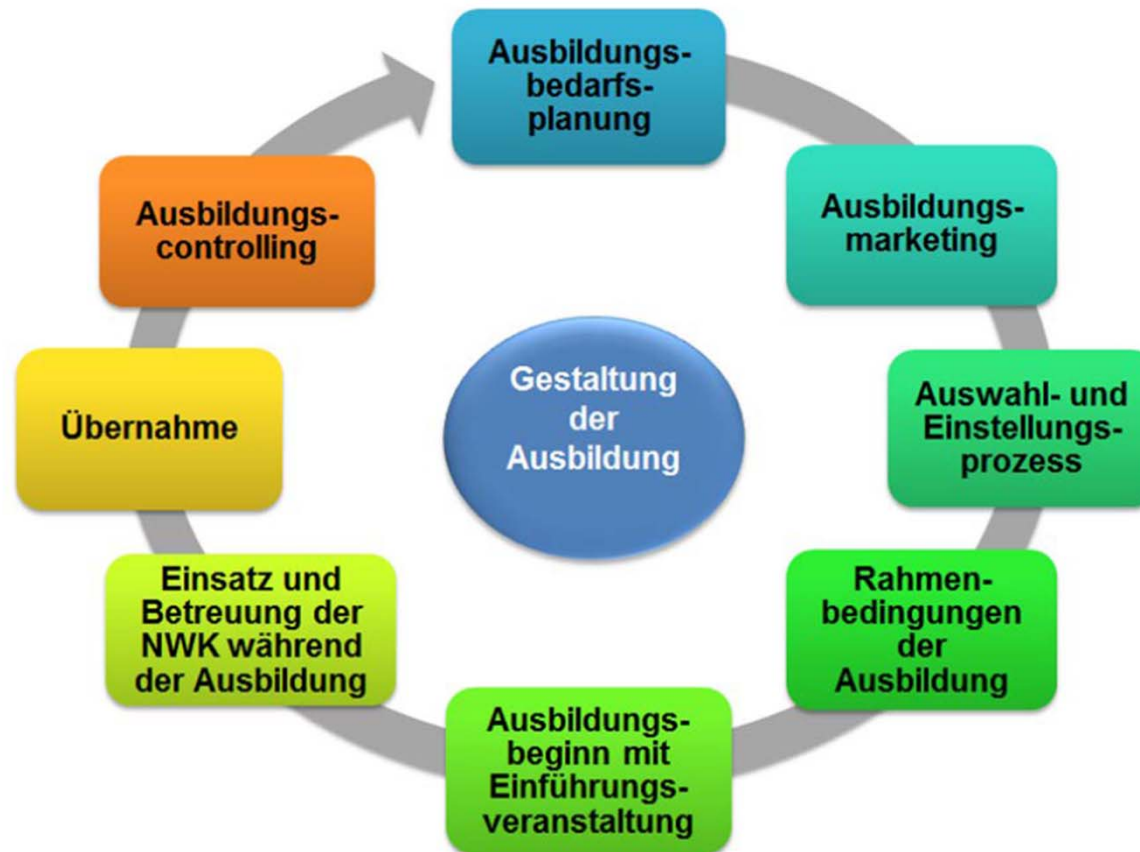 Ausbildungs-
bedarfs-
planung
Ausbildungs-
marketing
Auswahl- und
Einstellungs-
prozess
Rahmen-
bedingungen
der
Ausbildung
Ausbildungs-
beginn mit
Einführungs-
veranstaltung
Einsatz und
Betreuung der
NWK während
der Ausbildung
Übernahme
Ausbildungs-
controlling
Gestaltung
der
Ausbildung